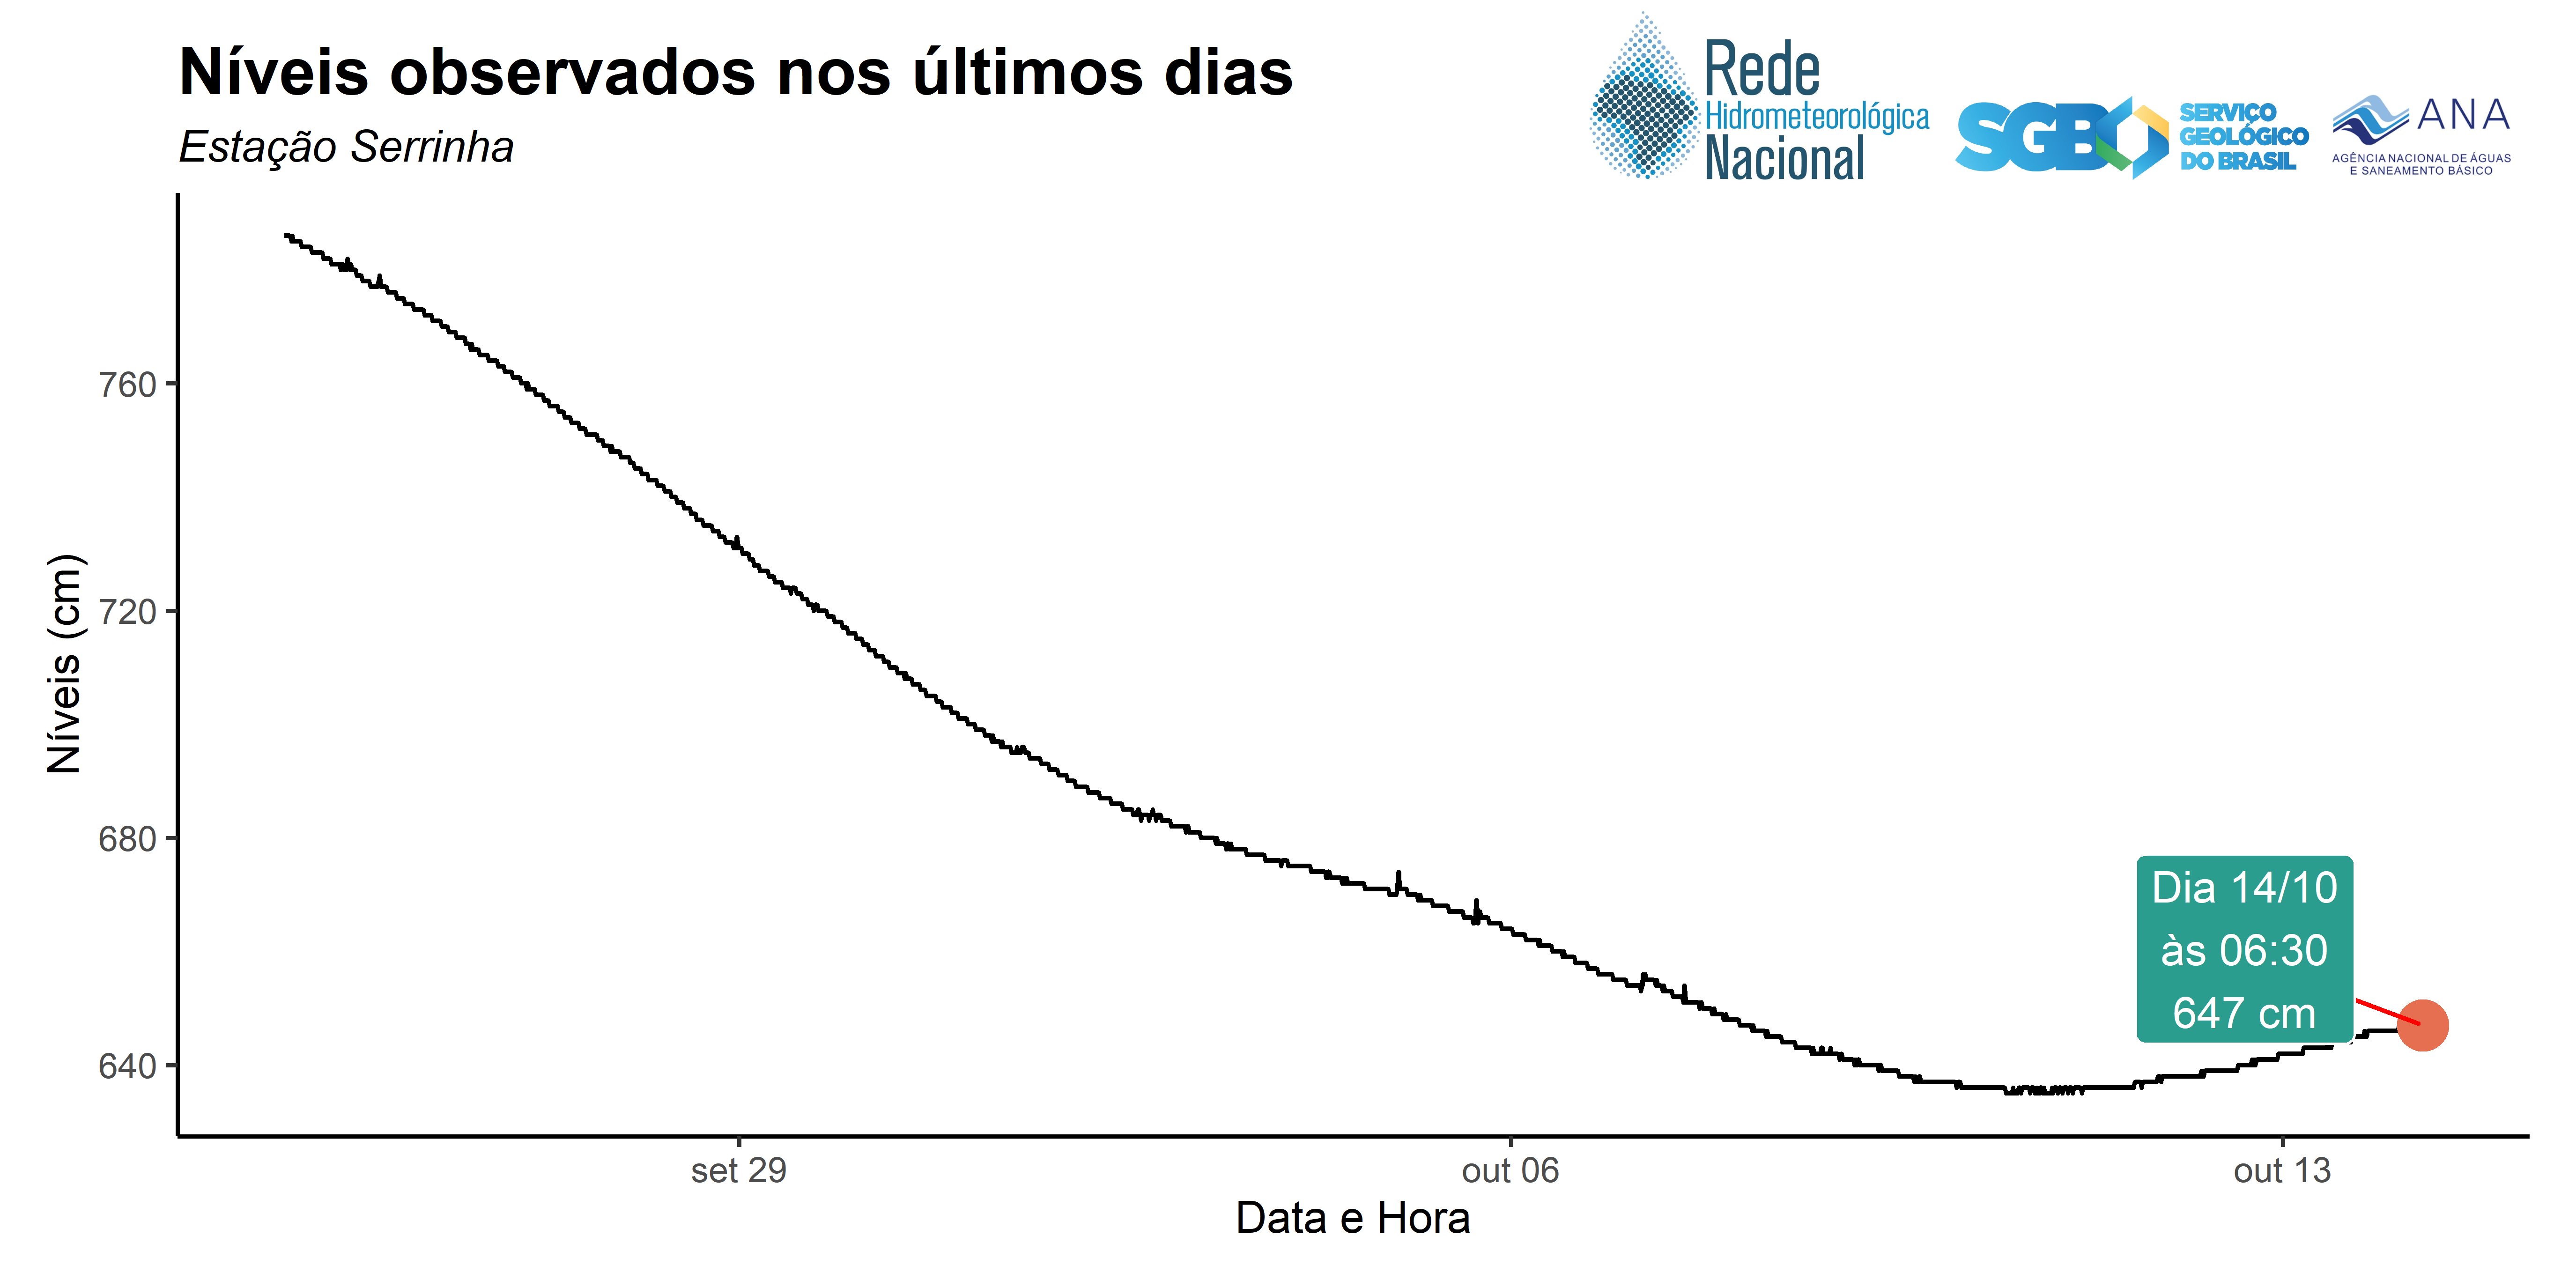 Níveis observados nos últimos dias
Estação Serrinha
Rede
Hidrometeorológica
Nacional
SGB
SERVIÇO
GEOLÓGICO
DO BRASIL
ANA
AGÊNCIA NACIONAL DE ÁGUAS
E SANEAMENTO BÁSICO
Níveis (cm)
760
720
680
640
Dia 14/10
às 06:30
647 cm
set 29
out 06
out 13
Data e Hora